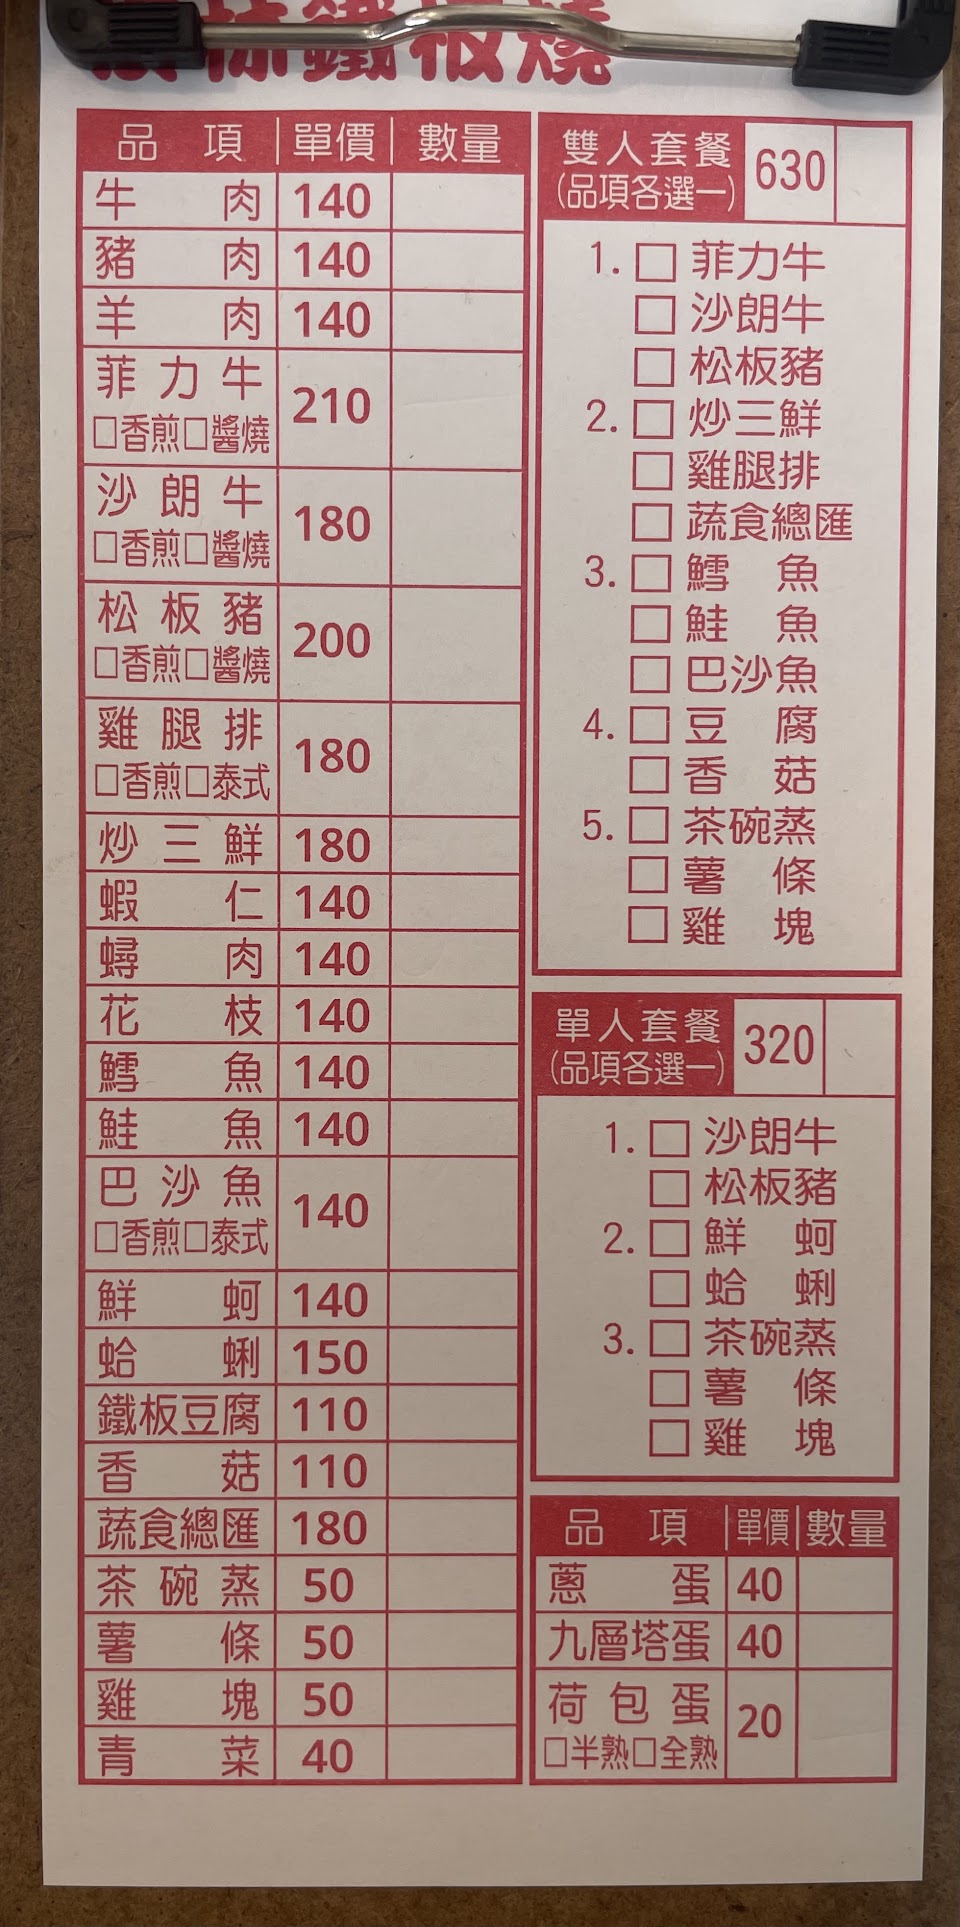 鐵板燒
品項 單價 數量
牛肉 140
豬肉 140
羊肉 140
菲力牛 210
□香煎□醬燒
沙朗牛 180
□香煎□醬燒
松板豬 200
□香煎□醬燒
雞腿排 180
□香煎□泰式
炒三鮮 180
蝦仁 140
蟳肉 140
花枝 140
鱈魚 140
鮭魚 140
巴沙魚 140
□香煎□泰式
鮮蚵 140
蛤蜊 150
鐵板豆腐 110
香菇 110
蔬食總匯 180
茶碗蒸 50
薯條 50
雞塊 50
青菜 40
雙人套餐 630
(品項各選一)
1. □ 菲力牛
□ 沙朗牛
□ 松板豬
2. □ 炒三鮮
□ 雞腿排
□ 蔬食總匯
3. □ 鱈魚
□ 鮭魚
□ 巴沙魚
4. □ 豆腐
□ 香菇
5. □ 茶碗蒸
□ 薯條
□ 雞塊
單人套餐 320
(品項各選一)
1. □ 沙朗牛
□ 松板豬
2. □ 鮮蚵
□ 蛤蜊
3. □ 茶碗蒸
□ 薯條
□ 雞塊
品項 單價 數量
蔥蛋 40
九層塔蛋 40
荷包蛋 20
□半熟□全熟